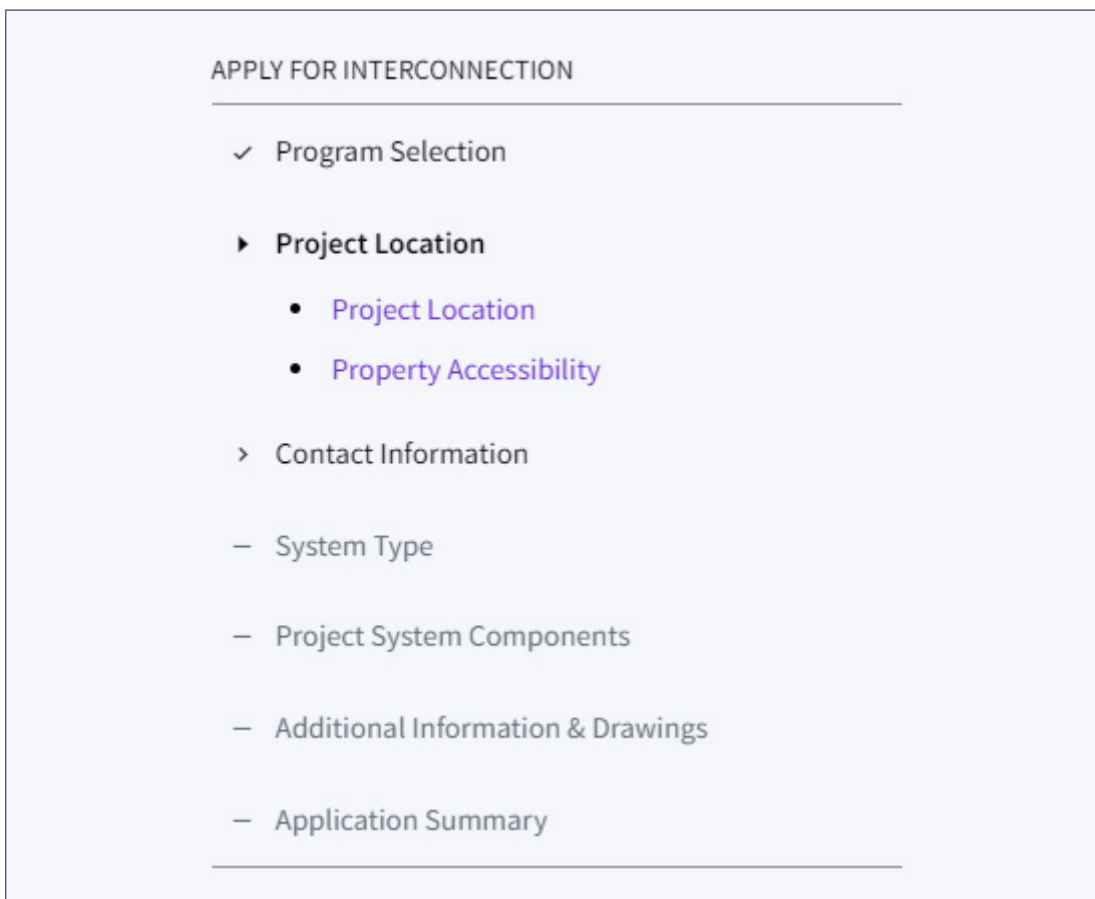 APPLY FOR INTERCONNECTION
Program Selection
Project Location
Project Location
Property Accessibility
Contact Information
System Type
Project System Components
Additional Information & Drawings
Application Summary